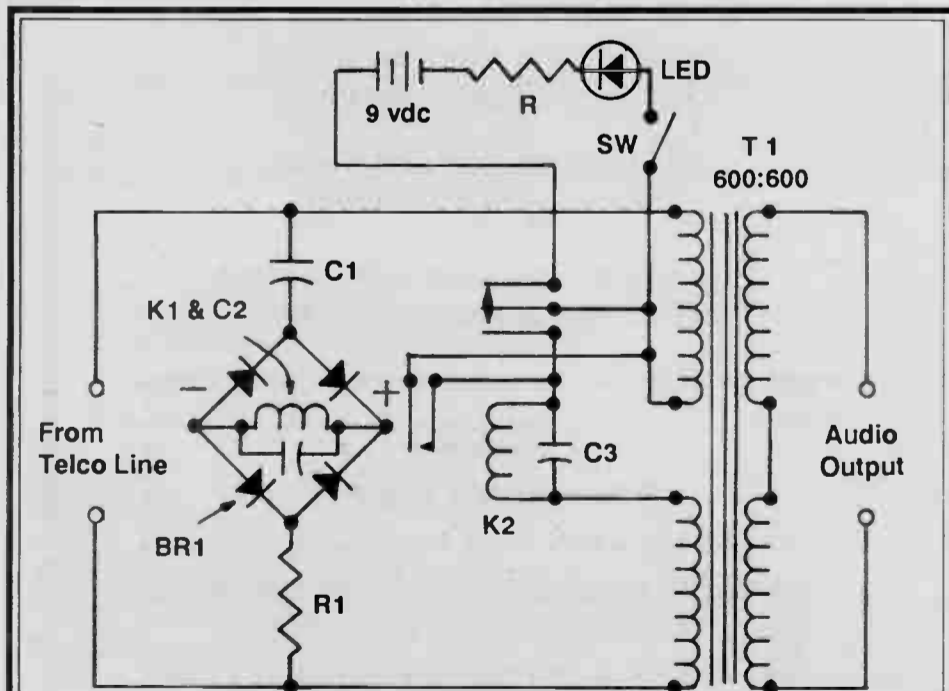 LED
9 vdc
R
SW
T 1
600:600
C1
K1 & C2
−
+
From
Telco Line
C3
Audio
Output
K2
BR1
R1